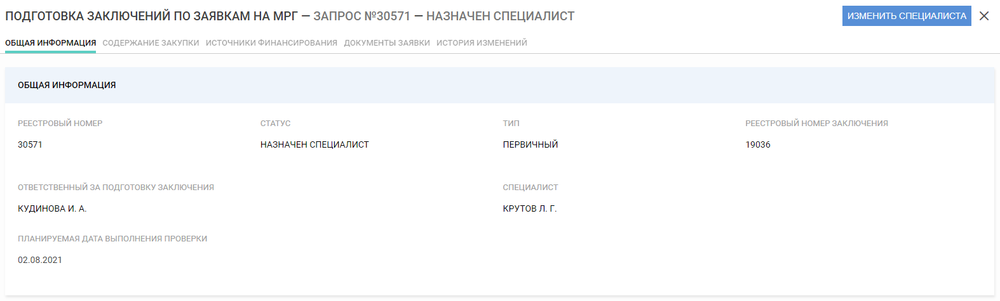 ПОДГОТОВКА ЗАКЛЮЧЕНИЙ ПО ЗАЯВКАМ НА МРГ — ЗАПРОС №30571 — НАЗНАЧЕН СПЕЦИАЛИСТ
ИЗМЕНИТЬ СПЕЦИАЛИСТА
ОБЩАЯ ИНФОРМАЦИЯ СОДЕРЖАНИЕ ЗАКУПКИ ИСТОЧНИКИ ФИНАНСИРОВАНИЯ ДОКУМЕНТЫ ЗАЯВКИ ИСТОРИЯ ИЗМЕНЕНИЙ
ОБЩАЯ ИНФОРМАЦИЯ
РЕЕСТРОВЫЙ НОМЕР СТАТУС ТИП РЕЕСТРОВЫЙ НОМЕР ЗАКЛЮЧЕНИЯ
30571 НАЗНАЧЕН СПЕЦИАЛИСТ ПЕРВИЧНЫЙ 19036
ОТВЕТСТВЕННЫЙ ЗА ПОДГОТОВКУ ЗАКЛЮЧЕНИЯ СПЕЦИАЛИСТ
КУДИНОВА И. А. КРУТОВ Л. Г.
ПЛАНИРУЕМАЯ ДАТА ВЫПОЛНЕНИЯ ПРОВЕРКИ
02.08.2021